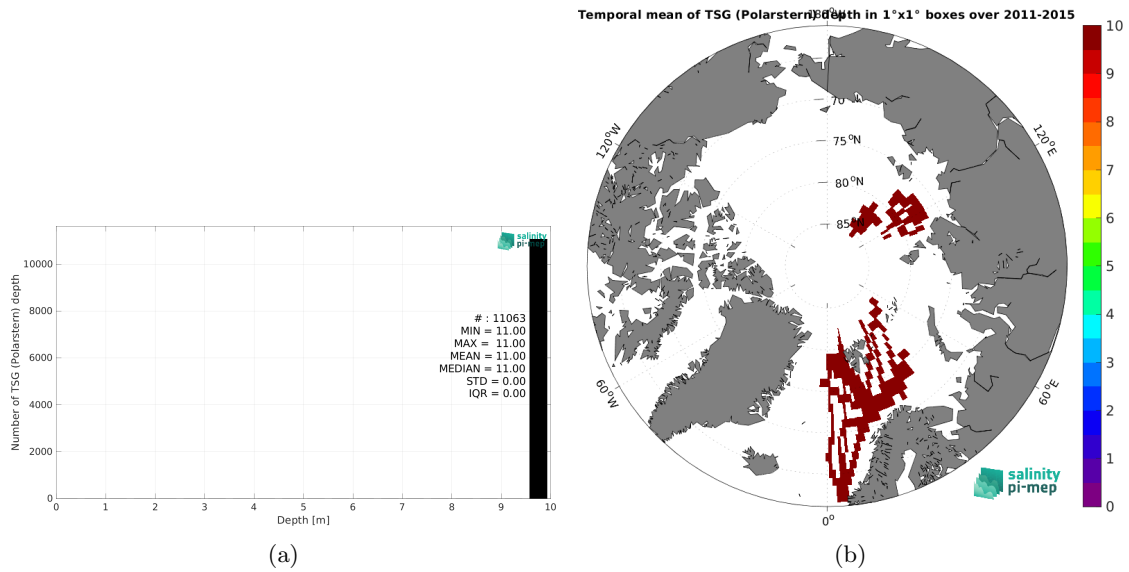 Temporal mean of TSG (Polarstern) depth in 1°x1° boxes over 2011-2015
Number of TSG (Polarstern) depth
10000
8000
6000
4000
2000
0
salinity
pi-mep
# : 11063
MIN = 11.00
MAX = 11.00
MEAN = 11.00
MEDIAN = 11.00
STD = 0.00
IQR = 0.00
0 1 2 3 4 5 6 7 8 9 10
Depth [m]
(a)
180°W
120°W
60°W
0°
60°E
120°E
70°N
75°N
80°N
85°N
10
9
8
7
6
5
4
3
2
1
0
salinity
pi-mep
(b)